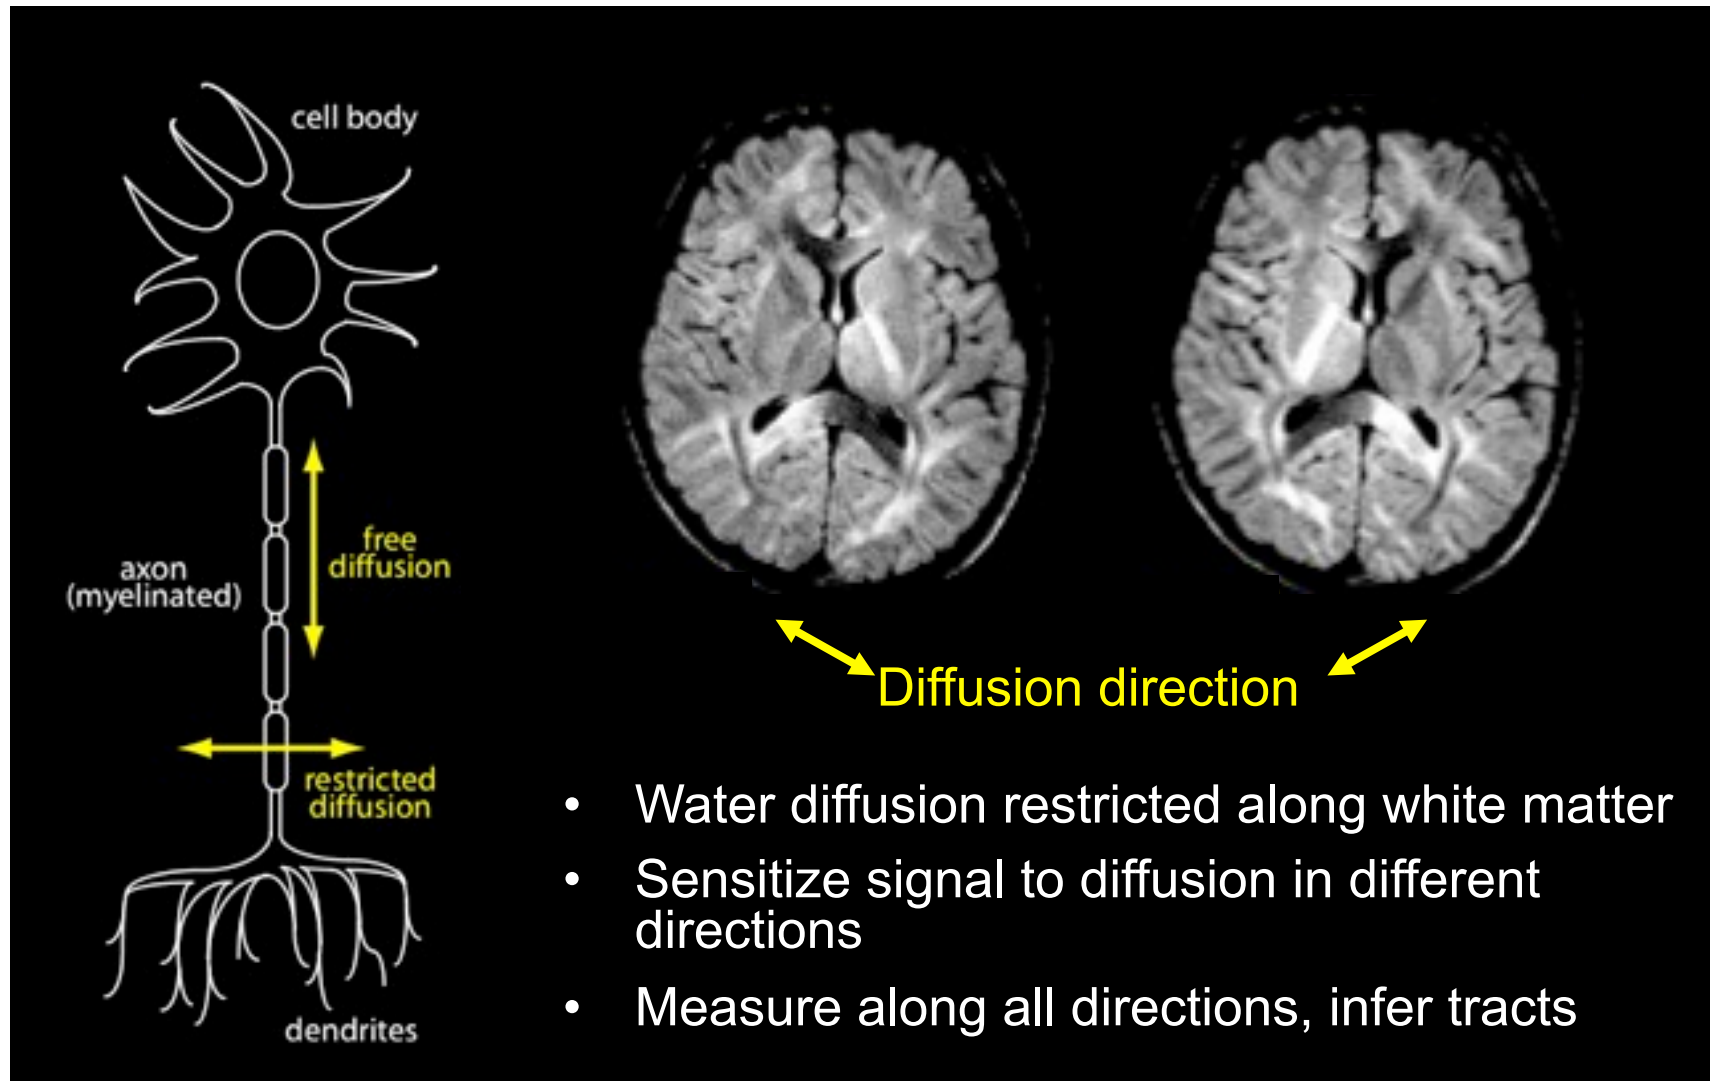 cell body
free
diffusion
axon
(myelinated)
restricted
diffusion
dendrites
Diffusion direction
• Water diffusion restricted along white matter
• Sensitize signal to diffusion in different
directions
• Measure along all directions, infer tracts